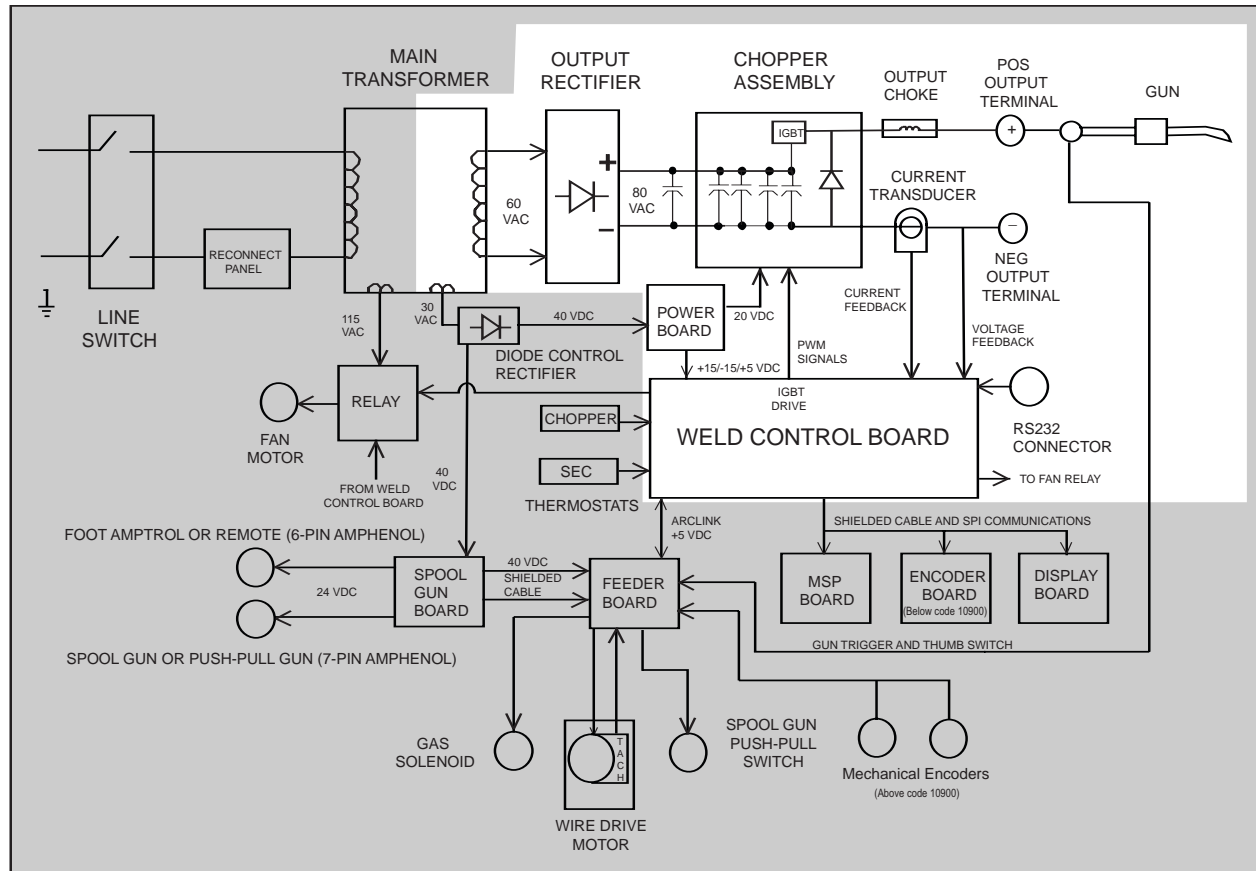 MAIN
TRANSFORMER
OUTPUT
RECTIFIER
CHOPPER
ASSEMBLY
OUTPUT
CHOKE
POS
OUTPUT
TERMINAL
GUN
IGBT
+
+
−
60
VAC
80
VAC
CURRENT
TRANSDUCER
−
NEG
OUTPUT
TERMINAL
RECONNECT
PANEL
LINE
SWITCH
115
VAC
30
VAC
40 VDC
DIODE CONTROL
RECTIFIER
POWER
BOARD
20 VDC
+15/-15/+5 VDC
PWM
SIGNALS
CURRENT
FEEDBACK
VOLTAGE
FEEDBACK
RELAY
FAN
MOTOR
FROM WELD
CONTROL BOARD
40
VDC
CHOPPER
SEC
THERMOSTATS
IGBT
DRIVE
WELD CONTROL BOARD
RS232
CONNECTOR
TO FAN RELAY
ARCLINK
+5 VDC
SHIELDED CABLE AND SPI COMMUNICATIONS
FOOT AMPTROL OR REMOTE (6-PIN AMPHENOL)
24 VDC
SPOOL GUN OR PUSH-PULL GUN (7-PIN AMPHENOL)
SPOOL
GUN
BOARD
40 VDC
SHIELDED
CABLE
FEEDER
BOARD
MSP
BOARD
ENCODER
BOARD
(Below code 10900)
DISPLAY
BOARD
GUN TRIGGER AND THUMB SWITCH
GAS
SOLENOID
T
A
C
H
WIRE DRIVE
MOTOR
SPOOL GUN
PUSH-PULL
SWITCH
Mechanical Encoders
(Above code 10900)